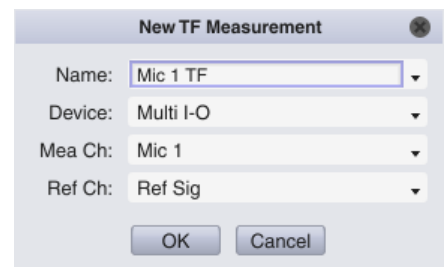 New TF Measurement
Name: Mic 1 TF
Device: Multi I-O
Mea Ch: Mic 1
Ref Ch: Ref Sig
OK Cancel